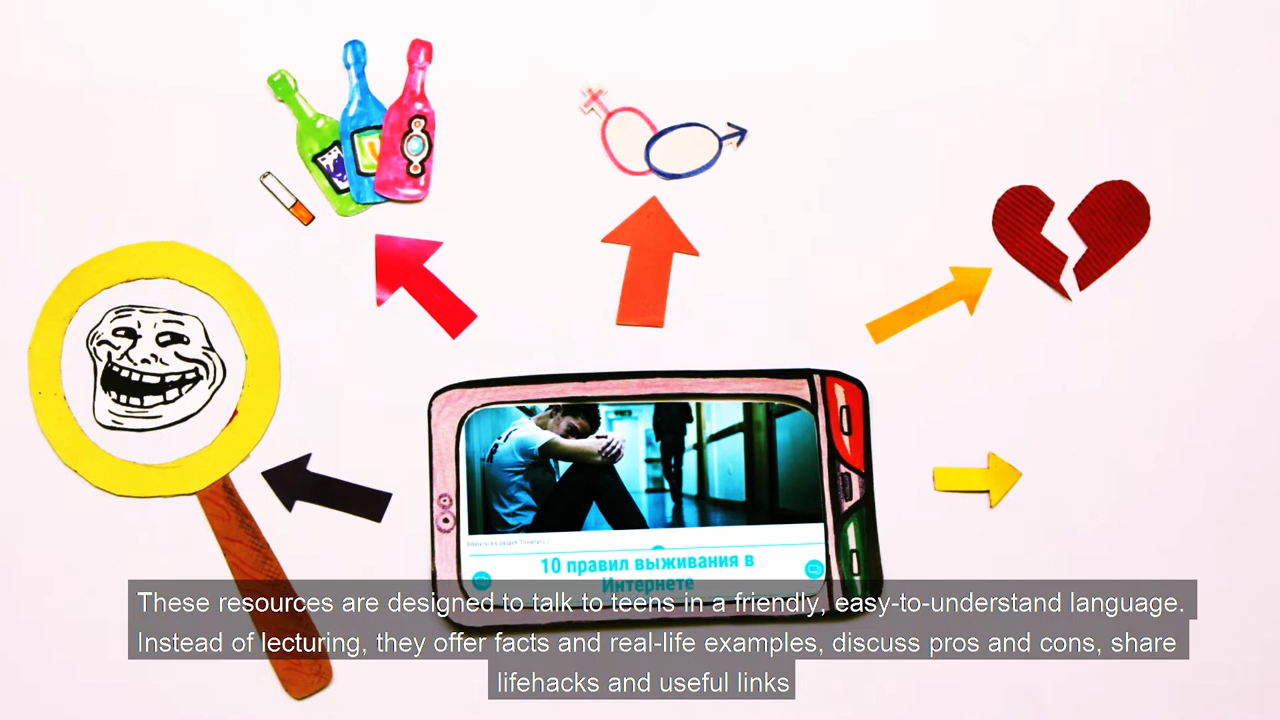 10 правил выживания в
Интернете
These resources are designed to talk to teens in a friendly, easy-to-understand language.
Instead of lecturing, they offer facts and real-life examples, discuss pros and cons, share
lifehacks and useful links